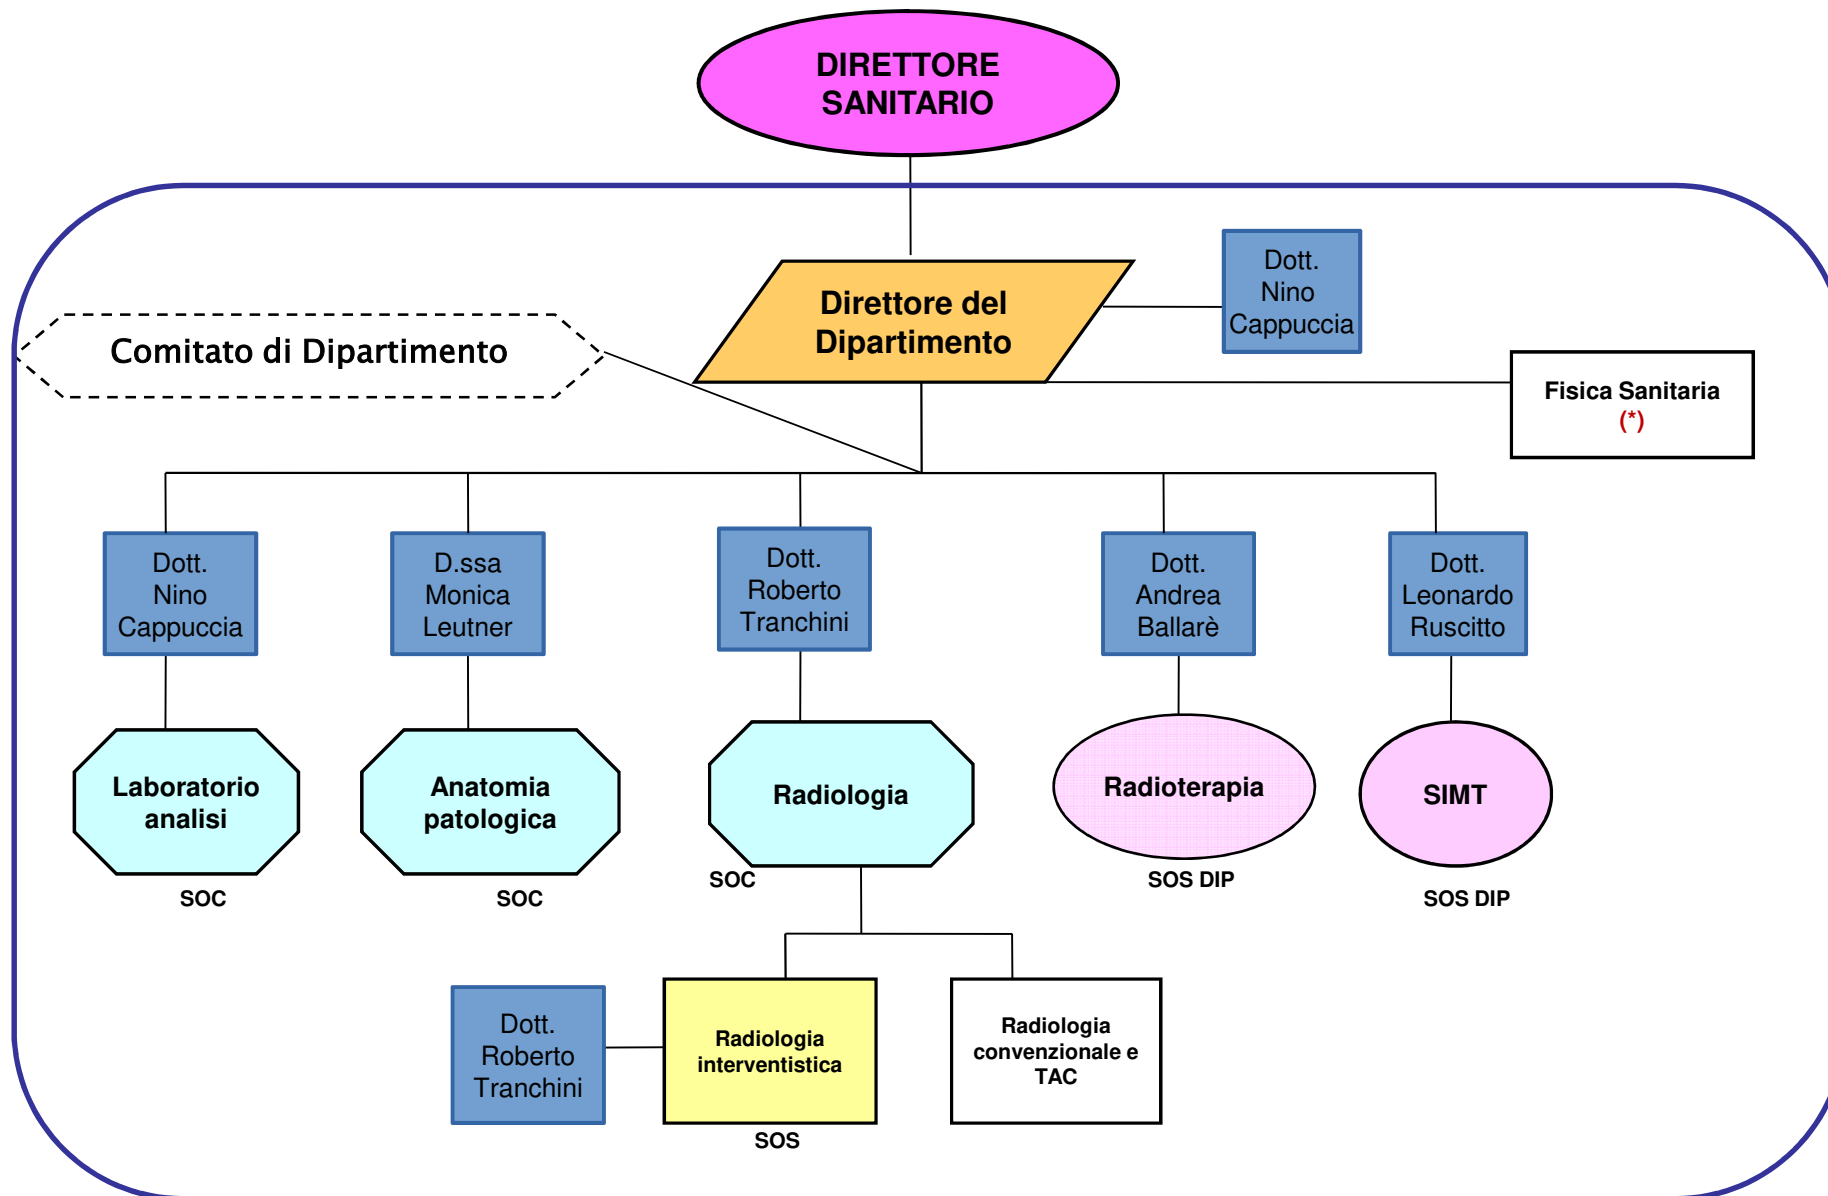 DIRETTORE
SANITARIO
Dott.
Nino
Cappuccia
Direttore del
Dipartimento
Comitato di Dipartimento
Fisica Sanitaria
(*)
Dott.
Nino
Cappuccia
D.ssa
Monica
Leutner
Dott.
Roberto
Tranchini
Dott.
Andrea
Ballarè
Dott.
Leonardo
Ruscitto
Laboratorio
analisi
Anatomia
patologica
Radiologia
Radioterapia
SIMT
SOC
SOC
SOC
SOS DIP
SOS DIP
Dott.
Roberto
Tranchini
Radiologia
interventistica
Radiologia
convenzionale e
TAC
SOS